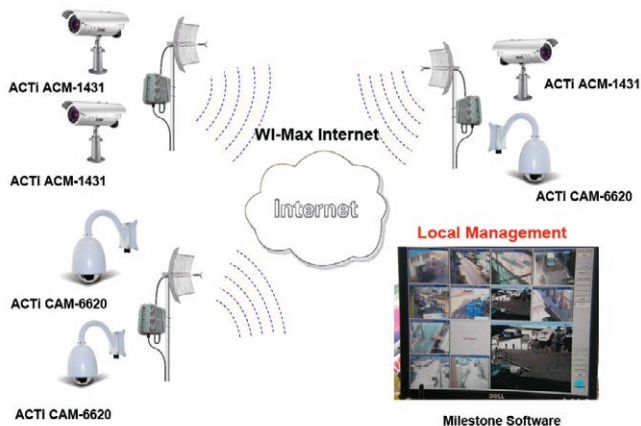 ACTi ACM-1431
ACTi ACM-1431
WI-Max Internet
ACTi ACM-1431
Internet
ACTi CAM-6620
Local Management
ACTi CAM-6620
ACTi CAM-6620
DELL
Milestone Software